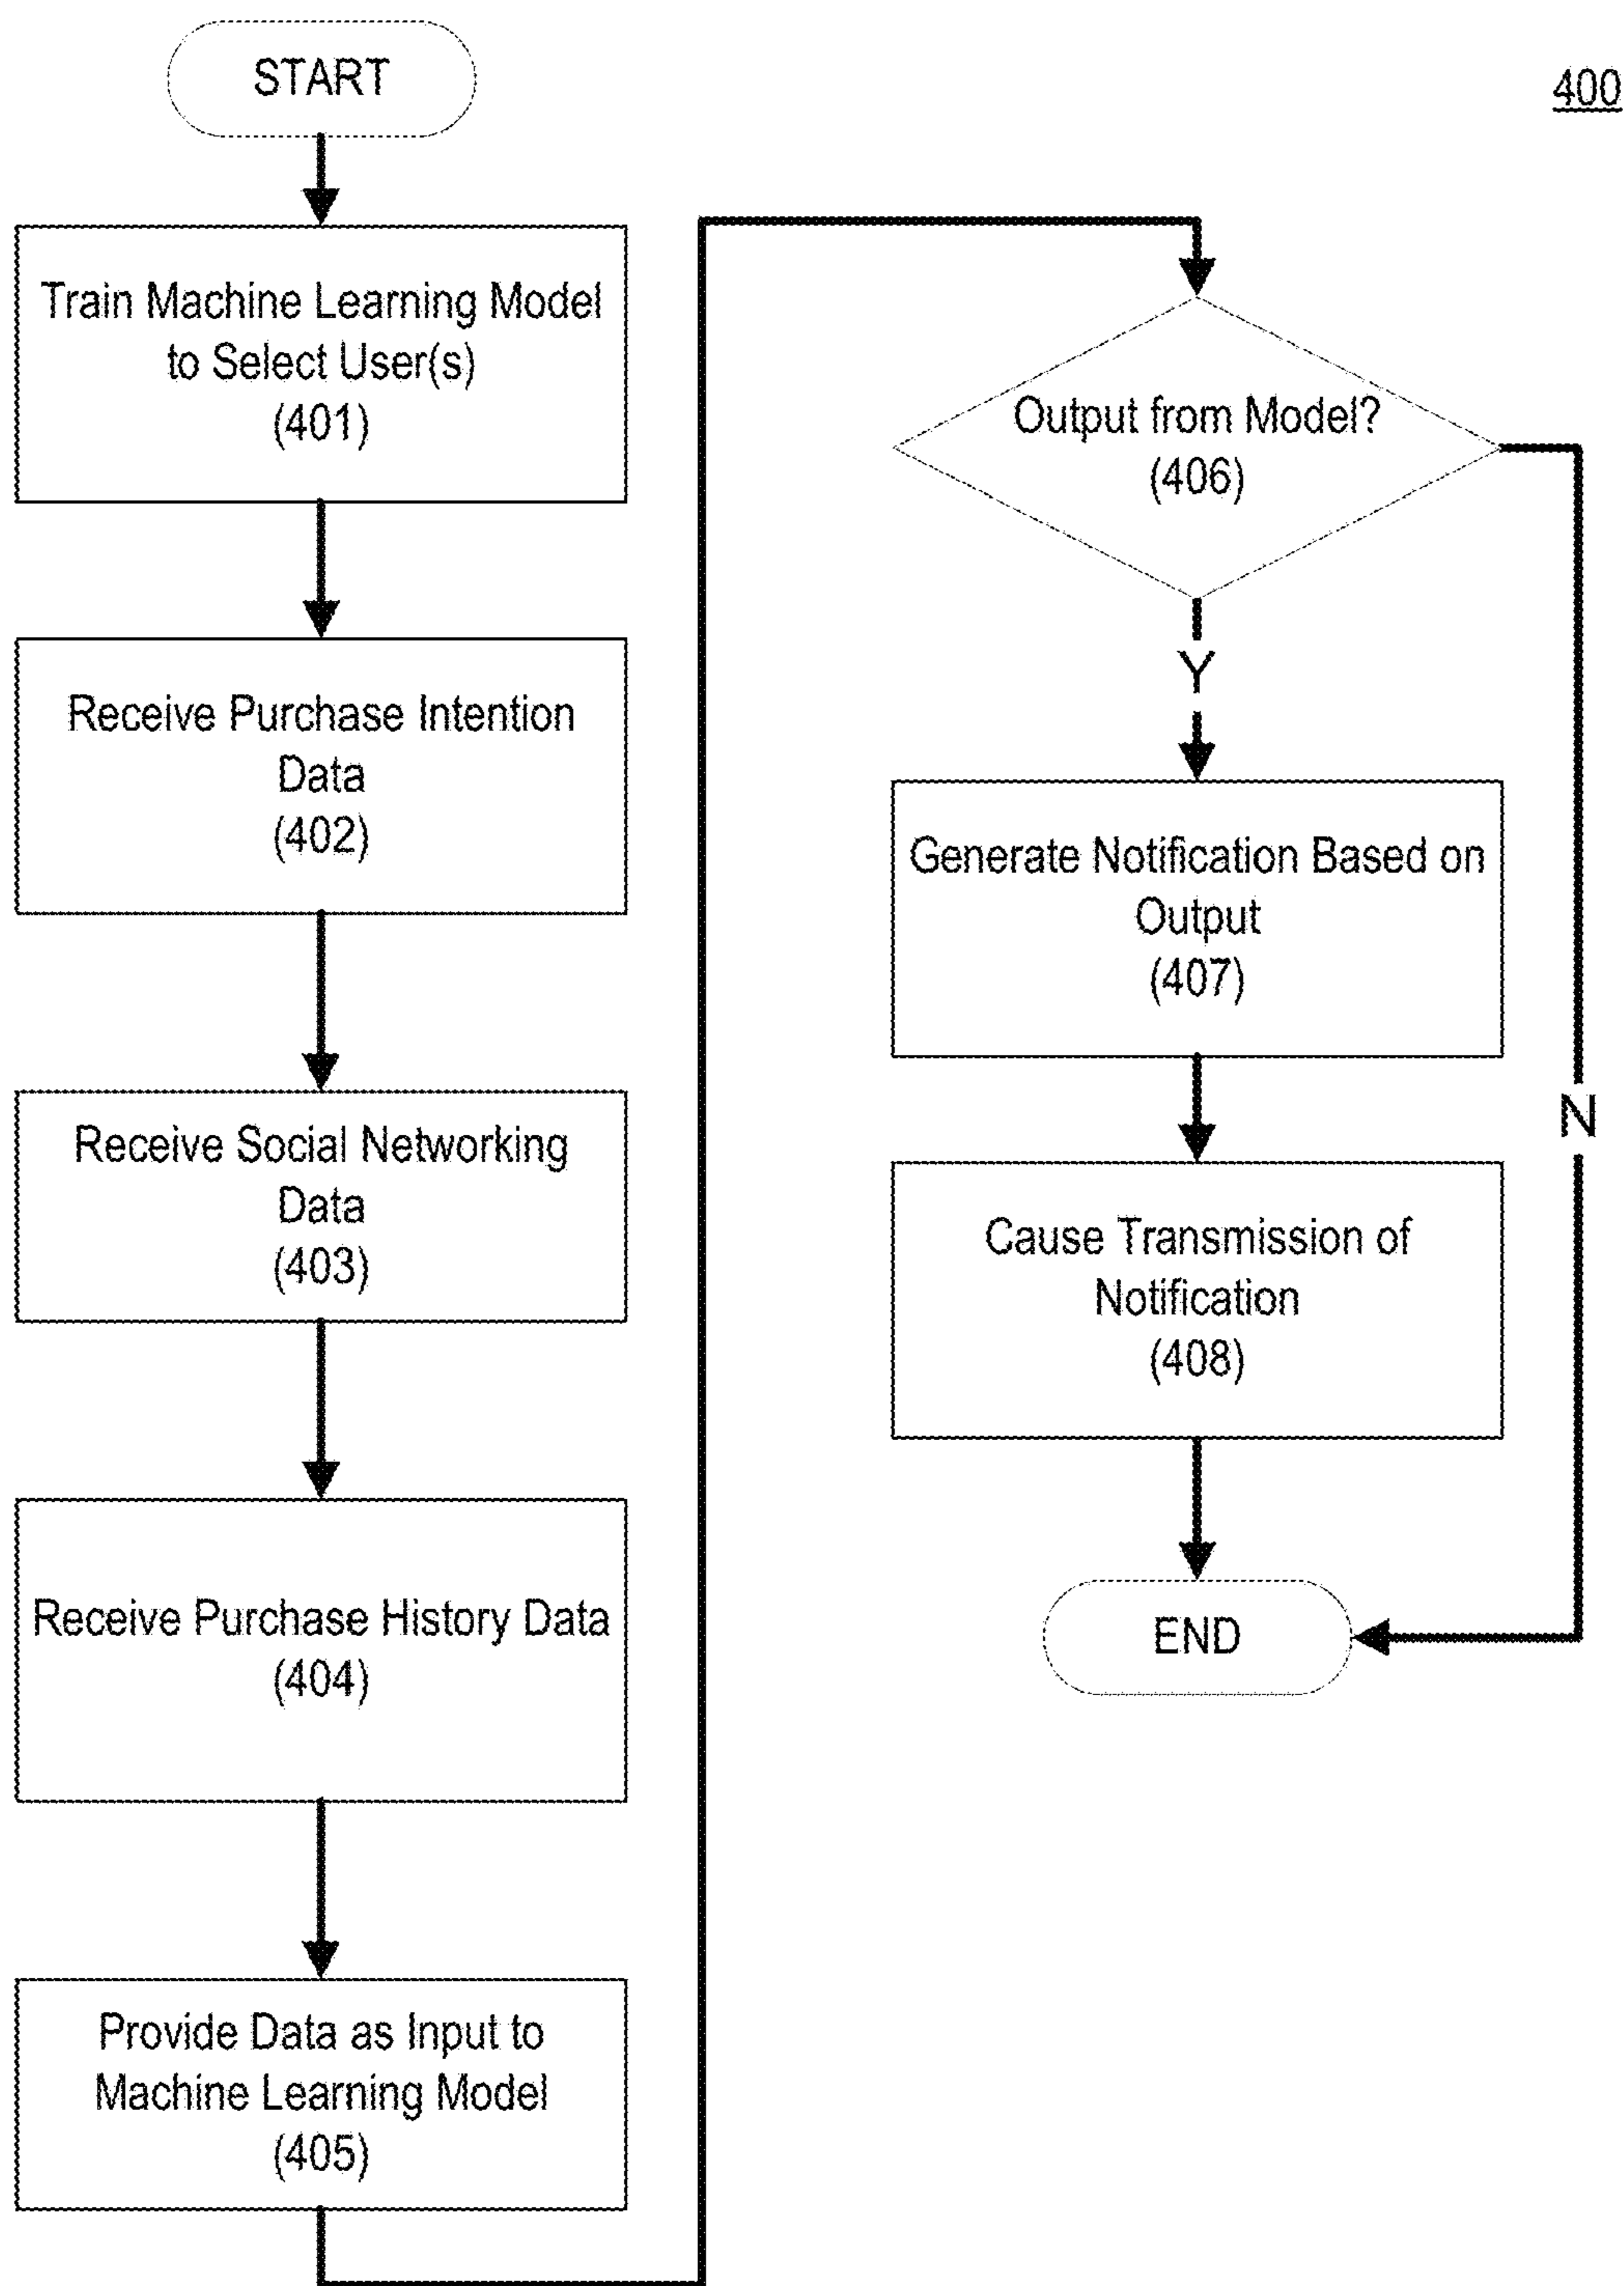 START
400
Train Machine Learning Model
to Select User(s)
(401)
Receive Purchase Intention
Data
(402)
Receive Social Networking
Data
(403)
Receive Purchase History Data
(404)
Provide Data as Input to
Machine Learning Model
(405)
Output from Model?
(406)
Y
N
Generate Notification Based on
Output
(407)
Cause Transmission of
Notification
(408)
END